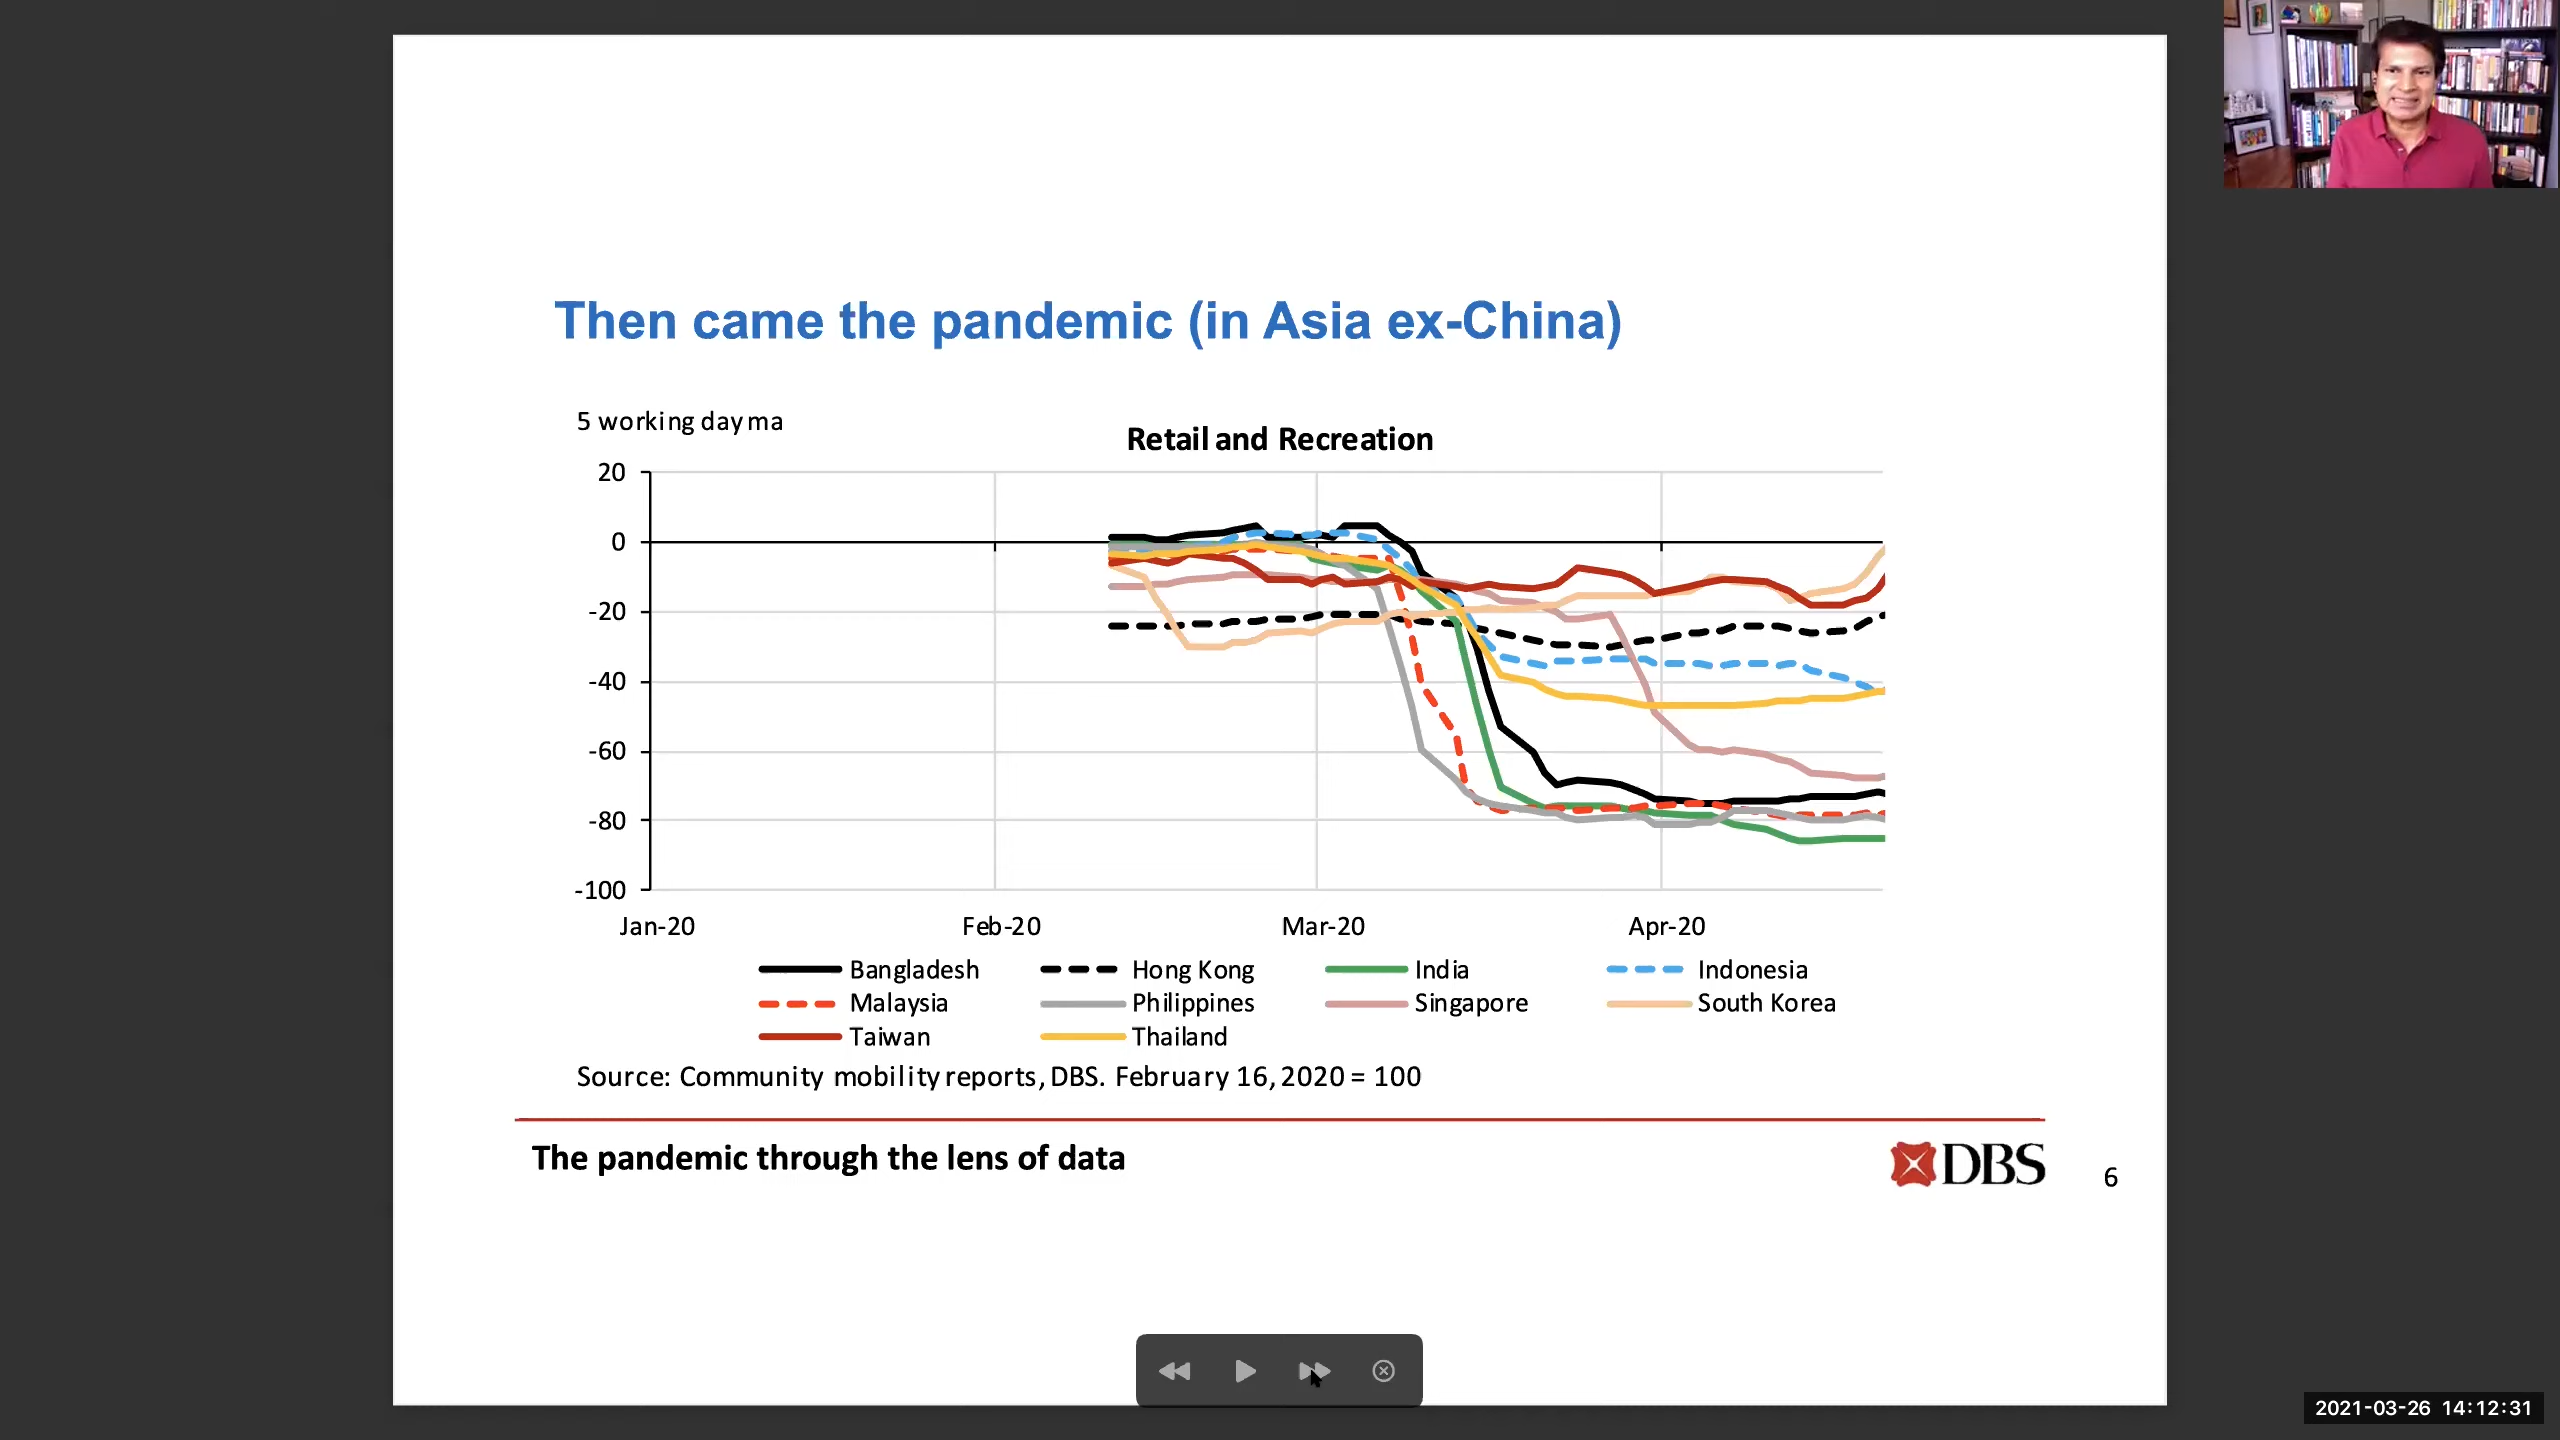 Then came the pandemic (in Asia ex-China)
5 working day ma
Retail and Recreation
20
0
-20
-40
-60
-80
-100
Jan-20 Feb-20 Mar-20 Apr-20
Bangladesh Hong Kong India Indonesia
Malaysia Philippines Singapore South Korea
Taiwan Thailand
Source: Community mobility reports, DBS. February 16, 2020 = 100
The pandemic through the lens of data
DBS
6
2021-03-26 14:12:31